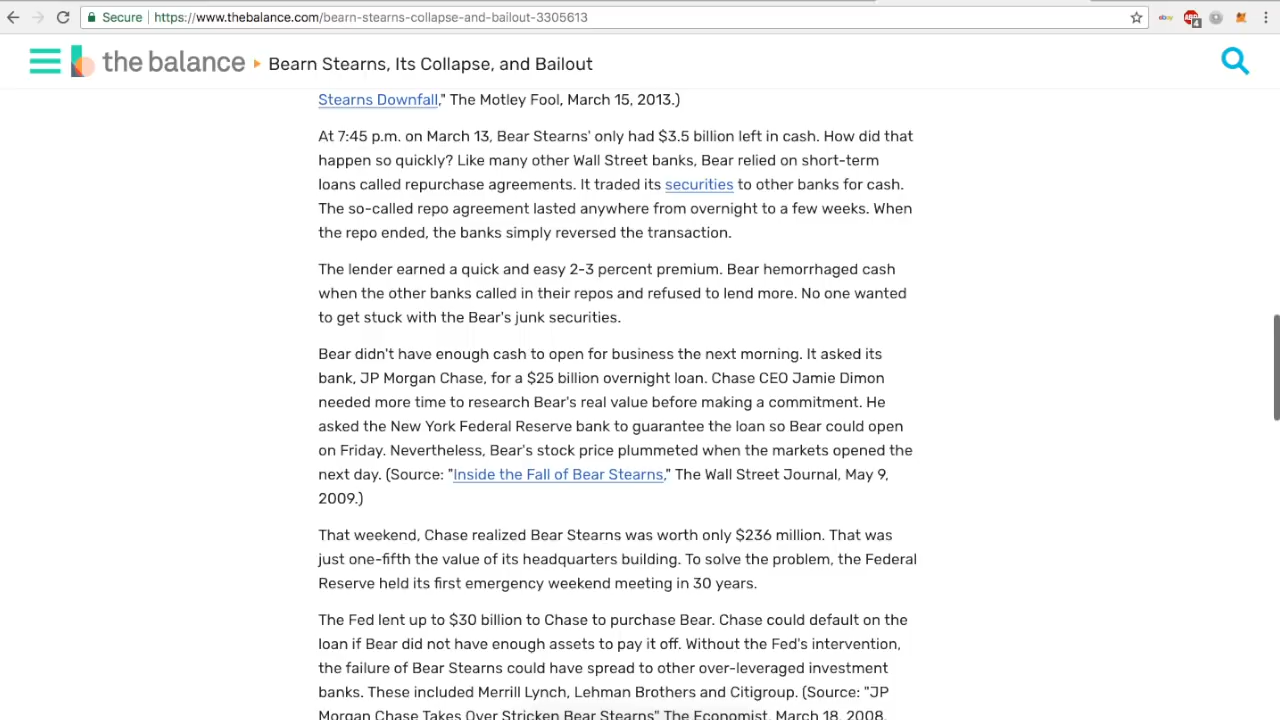 Secure | https://www.thebalance.com/bearn-stearns-collapse-and-bailout-3305613
ebay
ABP
4
the balance ▸ Bearn Stearns, Its Collapse, and Bailout
Stearns Downfall," The Motley Fool, March 15, 2013.)
At 7:45 p.m. on March 13, Bear Stearns' only had $3.5 billion left in cash. How did that
happen so quickly? Like many other Wall Street banks, Bear relied on short-term
loans called repurchase agreements. It traded its securities to other banks for cash.
The so-called repo agreement lasted anywhere from overnight to a few weeks. When
the repo ended, the banks simply reversed the transaction.
The lender earned a quick and easy 2-3 percent premium. Bear hemorrhaged cash
when the other banks called in their repos and refused to lend more. No one wanted
to get stuck with the Bear's junk securities.
Bear didn't have enough cash to open for business the next morning. It asked its
bank, JP Morgan Chase, for a $25 billion overnight loan. Chase CEO Jamie Dimon
needed more time to research Bear's real value before making a commitment. He
asked the New York Federal Reserve bank to guarantee the loan so Bear could open
on Friday. Nevertheless, Bear's stock price plummeted when the markets opened the
next day. (Source: "Inside the Fall of Bear Stearns," The Wall Street Journal, May 9,
2009.)
That weekend, Chase realized Bear Stearns was worth only $236 million. That was
just one-fifth the value of its headquarters building. To solve the problem, the Federal
Reserve held its first emergency weekend meeting in 30 years.
The Fed lent up to $30 billion to Chase to purchase Bear. Chase could default on the
loan if Bear did not have enough assets to pay it off. Without the Fed's intervention,
the failure of Bear Stearns could have spread to other over-leveraged investment
banks. These included Merrill Lynch, Lehman Brothers and Citigroup. (Source: "JP
Morgan Chase Takes Over Stricken Bear Stearns" The Economist, March 18, 2008.